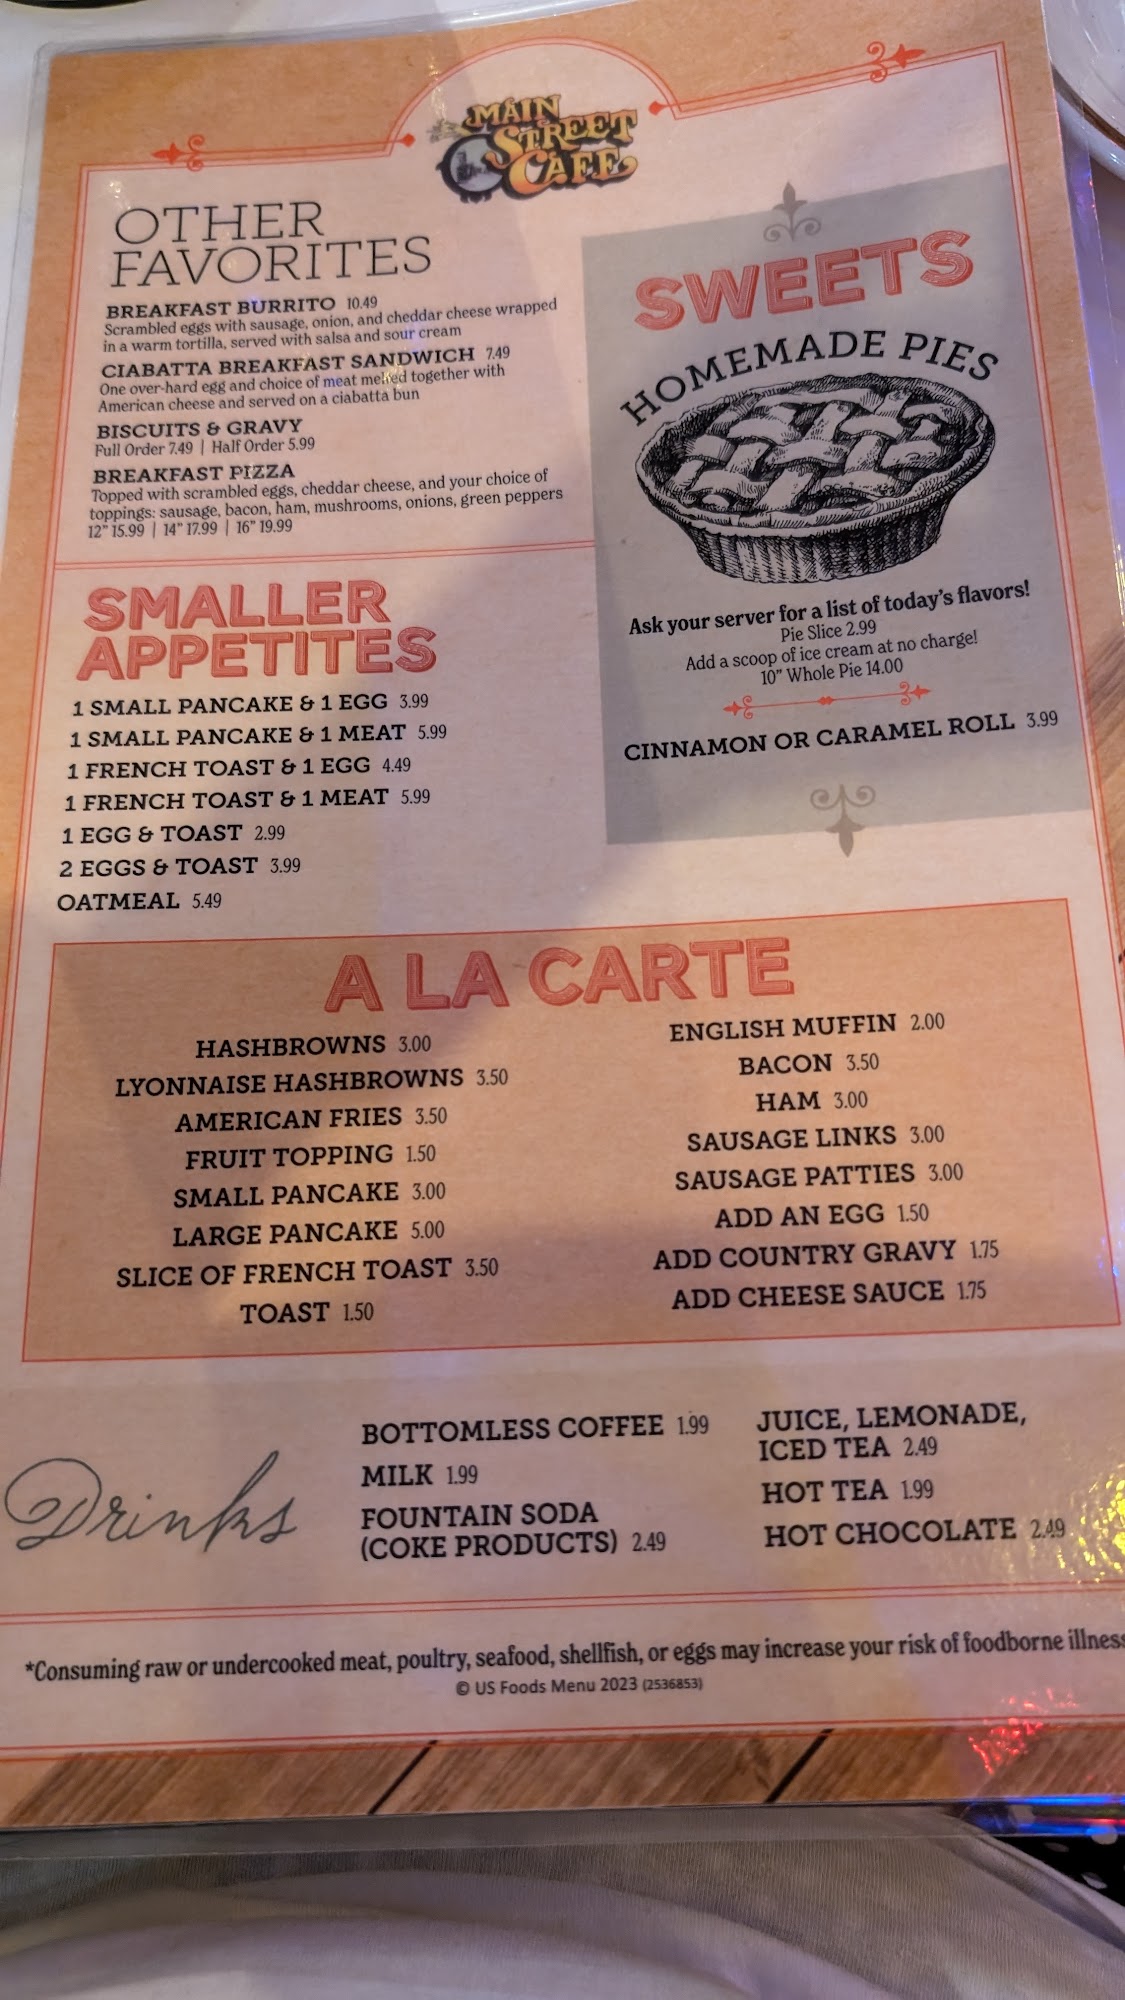 MAIN
STREET
CAFE
OTHER
FAVORITES
BREAKFAST BURRITO 10.49
Scrambled eggs with sausage, onion, and cheddar cheese wrapped
in a warm tortilla, served with salsa and sour cream
CIABATTA BREAKFAST SANDWICH 7.49
One over-hard egg and choice of meat melted together with
American cheese and served on a ciabatta bun
BISCUITS & GRAVY
Full Order 7.49 | Half Order 5.99
BREAKFAST PIZZA
Topped with scrambled eggs, cheddar cheese, and your choice of
toppings: sausage, bacon, ham, mushrooms, onions, green peppers
12" 15.99 | 14" 17.99 | 16" 19.99
SWEETS
HOMEMADE PIES
Ask your server for a list of today's flavors!
Pie Slice 2.99
Add a scoop of ice cream at no charge!
10" Whole Pie 14.00
CINNAMON OR CARAMEL ROLL 3.99
SMALLER
APPETITES
1 SMALL PANCAKE & 1 EGG 3.99
1 SMALL PANCAKE & 1 MEAT 5.99
1 FRENCH TOAST & 1 EGG 4.49
1 FRENCH TOAST & 1 MEAT 5.99
1 EGG & TOAST 2.99
2 EGGS & TOAST 3.99
OATMEAL 5.49
A LA CARTE
HASHBROWNS 3.00
LYONNAISE HASHBROWNS 3.50
AMERICAN FRIES 3.50
FRUIT TOPPING 1.50
SMALL PANCAKE 3.00
LARGE PANCAKE 5.00
SLICE OF FRENCH TOAST 3.50
TOAST 1.50
ENGLISH MUFFIN 2.00
BACON 3.50
HAM 3.00
SAUSAGE LINKS 3.00
SAUSAGE PATTIES 3.00
ADD AN EGG 1.50
ADD COUNTRY GRAVY 1.75
ADD CHEESE SAUCE 1.75
Drinks
BOTTOMLESS COFFEE 1.99
MILK 1.99
FOUNTAIN SODA
(COKE PRODUCTS) 2.49
JUICE, LEMONADE,
ICED TEA 2.49
HOT TEA 1.99
HOT CHOCOLATE 2.49
*Consuming raw or undercooked meat, poultry, seafood, shellfish, or eggs may increase your risk of foodborne illness
© US Foods Menu 2023 (2536853)